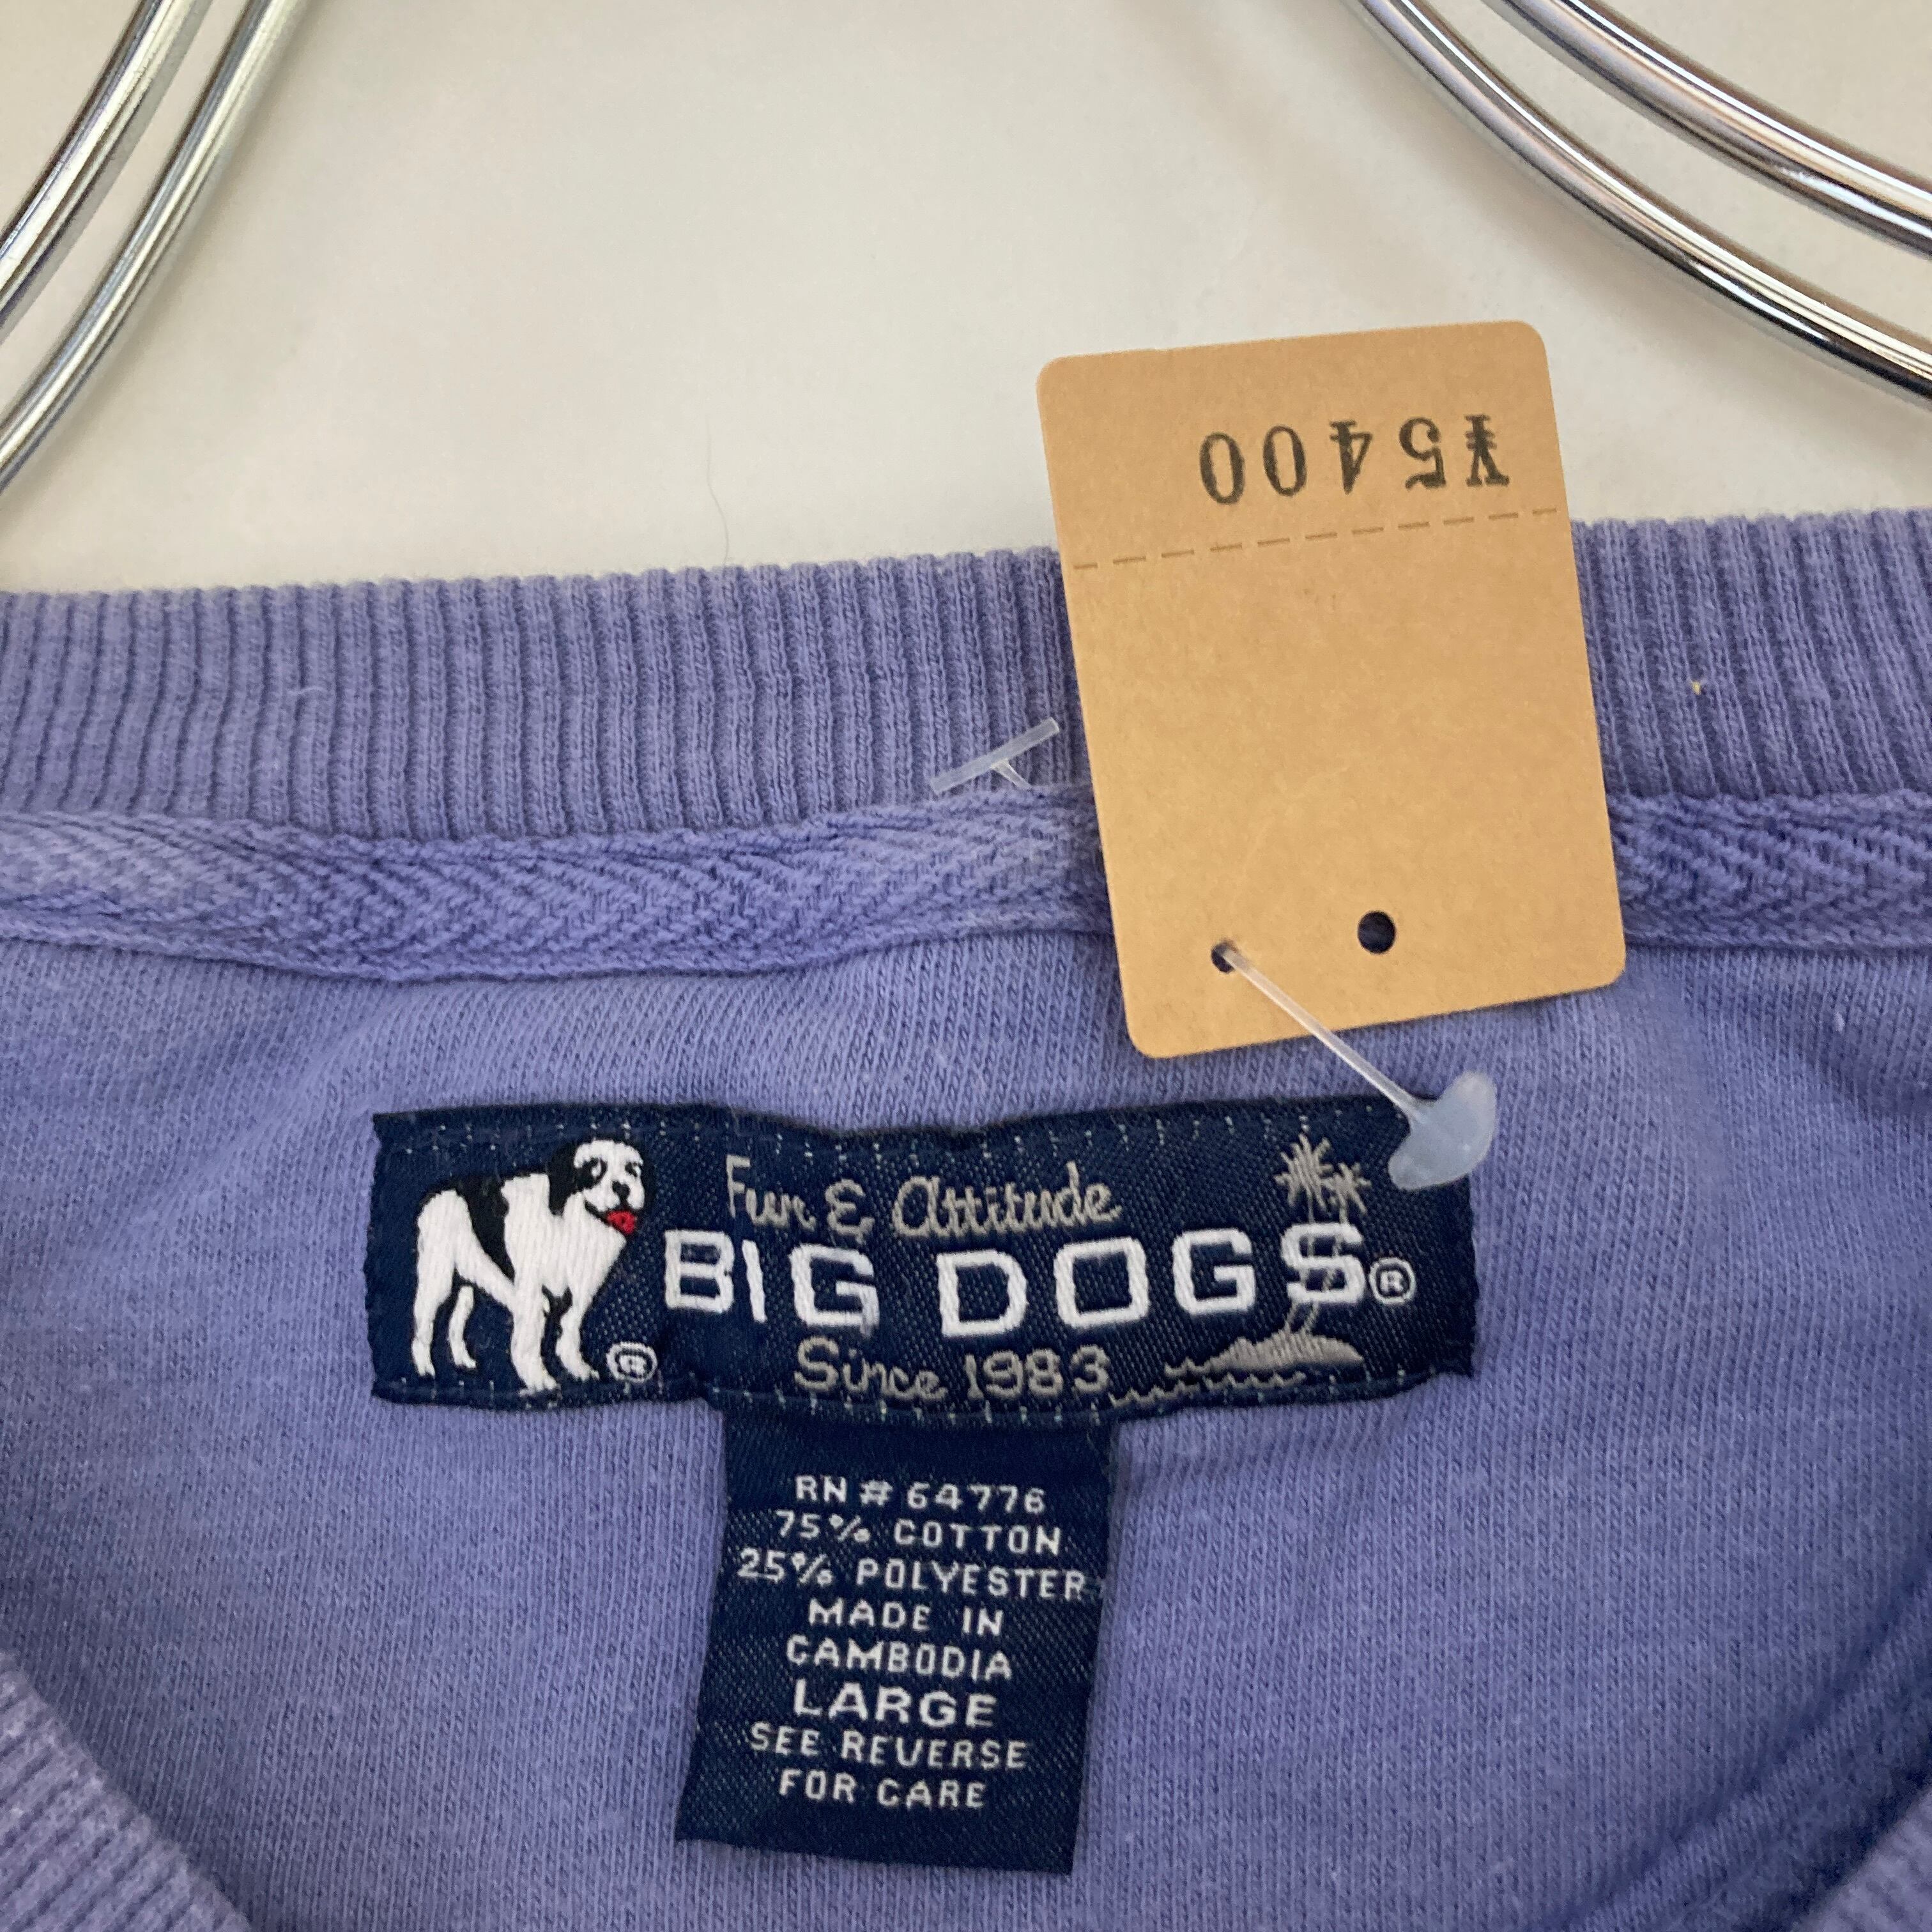 ¥5400
Fun & Attitude
BIG DOGS®
Since 1983
®
RN # 64776
75% COTTON
25% POLYESTER
MADE IN
CAMBODIA
LARGE
SEE REVERSE
FOR CARE